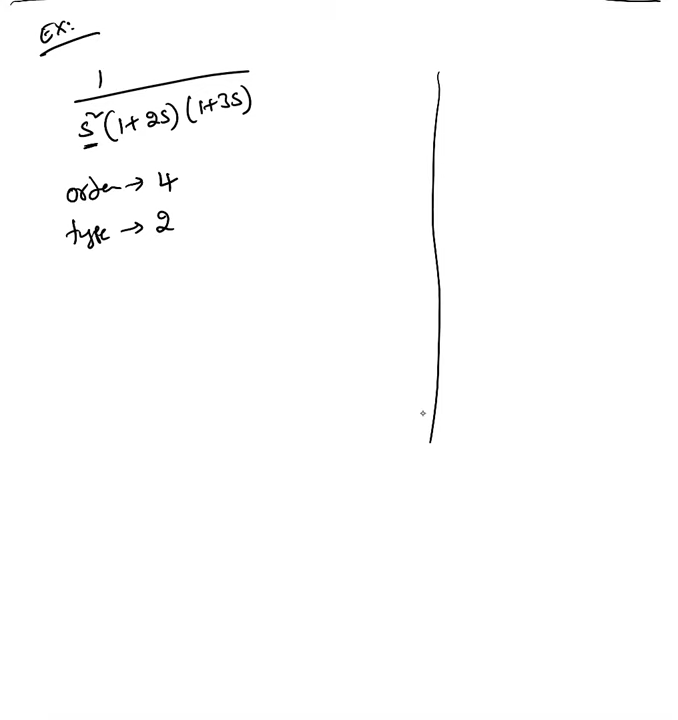 Ex:
1
s²(1+2s)(1+3s)
order → 4
type → 2